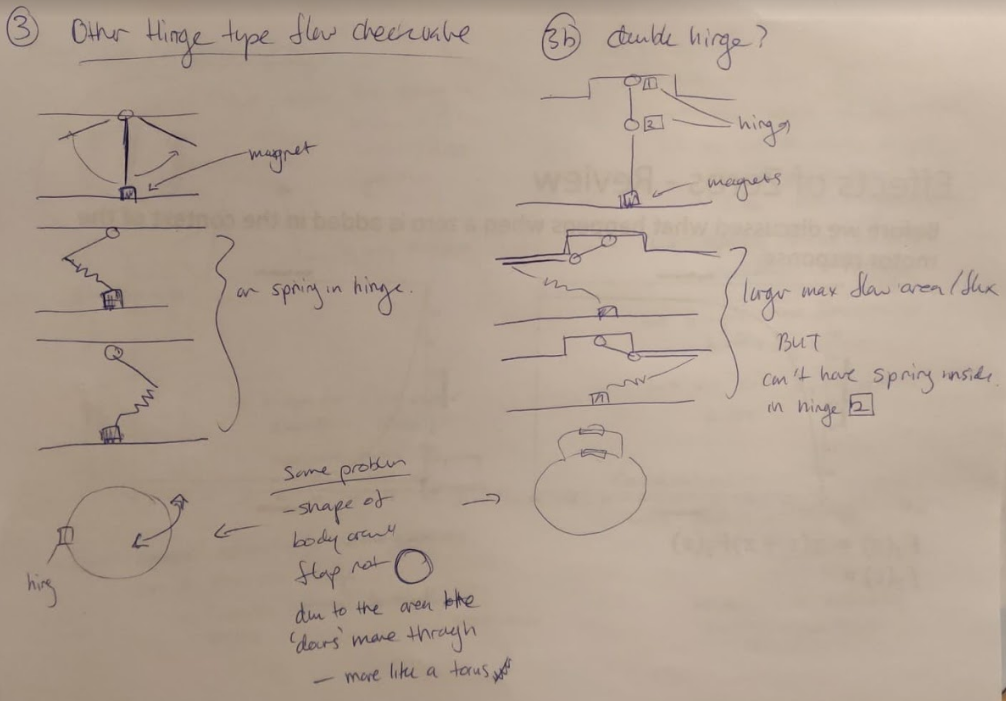 ③ Other Hinge type flow checkvalve
magnet
or spring in hinge.
hing
Same problem
- shape of
body around
flap not ◯
due to the area the
'doors' move through
- more like a torus
3b double hinge?
1
2
hinges
magnets
larger max flow area / flux
BUT
can't have spring inside
in hinge 2
Effects of Zeros - Review
Before we discussed what happens when a zero is added in the context of the
motor response